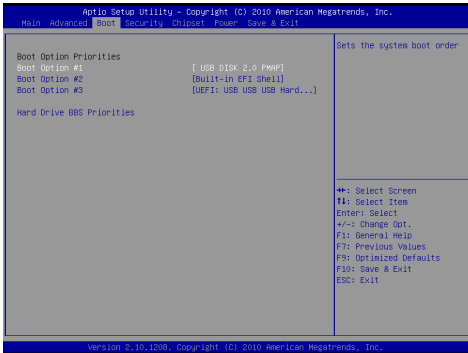 Aptio Setup Utility – Copyright (C) 2010 American Megatrends, Inc.
Main Advanced Boot Security Chipset Power Save & Exit
Boot Option Priorities
Boot Option #1 [ USB DISK 2.0 PMAP]
Boot Option #2 [Built-in EFI Shell]
Boot Option #3 [UEFI: USB USB USB Hard...]
Hard Drive BBS Priorities
Sets the system boot order
→←: Select Screen
↑↓: Select Item
Enter: Select
+/-: Change Opt.
F1: General Help
F7: Previous Values
F9: Optimized Defaults
F10: Save & Exit
ESC: Exit
Version 2.10.1208. Copyright (C) 2010 American Megatrends, Inc.